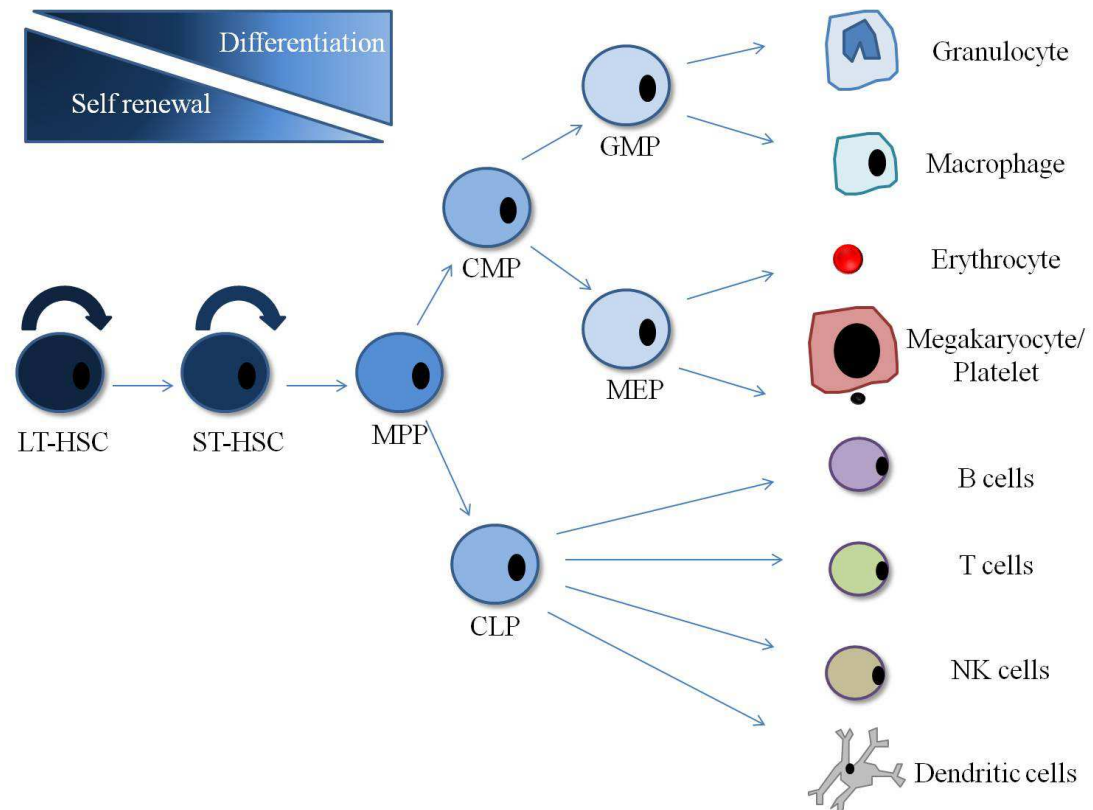 Differentiation
Self renewal
GMP
CMP
MEP
LT-HSC
ST-HSC
MPP
CLP
Granulocyte
Macrophage
Erythrocyte
Megakaryocyte/
Platelet
B cells
T cells
NK cells
Dendritic cells